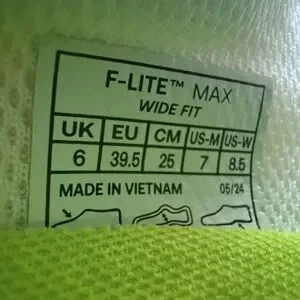 F-LITE™ MAX
WIDE FIT
UK EU CM US-M US-W
6 39.5 25 7 8.5
MADE IN VIETNAM 05/24